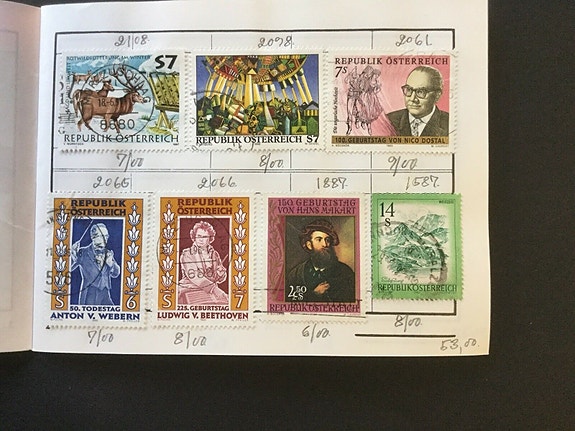 2108. 2098 2061
ROTWILDFÜTTERUNG IM WINTER S7
8680
REPUBLIK ÖSTERREICH
REPUBLIK ÖSTERREICH S7
7S
100. GEBURTSTAG VON NICO DOSTAL
REPUBLIK ÖSTERREICH
7/00 8/00 9/00
2065 2066 1887. 1587.
REPUBLIK ÖSTERREICH
S 6
50. TODESTAG
ANTON V. WEBERN
REPUBLIK ÖSTERREICH
8680
S 7
225. GEBURTSTAG
LUDWIG V. BEETHOVEN
150. GEBURTSTAG
VON HANS MAKART
2.50 S
REPUBLIK ÖSTERREICH
14 S
REPUBLIK ÖSTERREICH
7/00 8/00 6/00 8/00.
53,00.